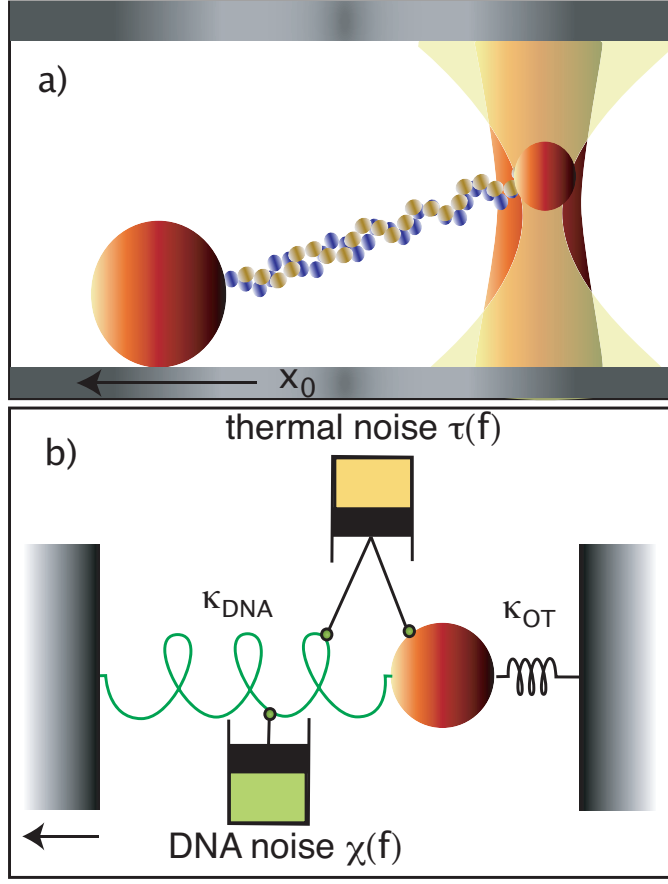 a)
x₀
b)
thermal noise τ(f)
κDNA
κOT
DNA noise χ(f)